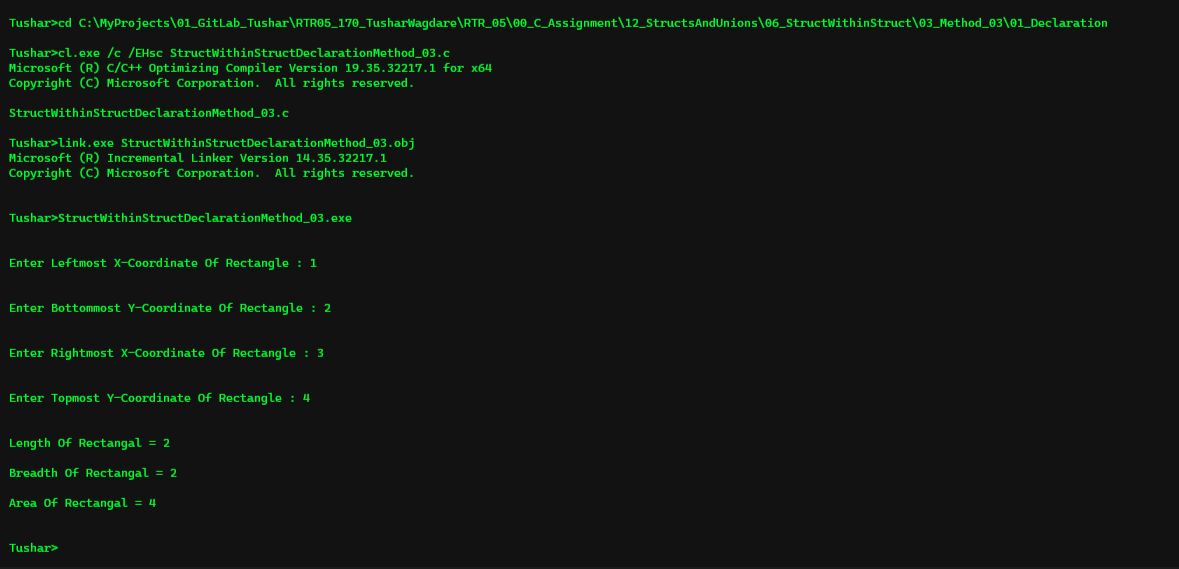 Tushar>cd C:\MyProjects\01_GitLab_Tushar\RTR05_170_TusharWagdare\RTR_05\00_C_Assignment\12_StructsAndUnions\06_StructWithinStruct\03_Method_03\01_Declaration
Tushar>cl.exe /c /EHsc StructWithinStructDeclarationMethod_03.c
Microsoft (R) C/C++ Optimizing Compiler Version 19.35.32217.1 for x64
Copyright (C) Microsoft Corporation.  All rights reserved.
StructWithinStructDeclarationMethod_03.c
Tushar>link.exe StructWithinStructDeclarationMethod_03.obj
Microsoft (R) Incremental Linker Version 14.35.32217.1
Copyright (C) Microsoft Corporation.  All rights reserved.
Tushar>StructWithinStructDeclarationMethod_03.exe
Enter Leftmost X-Coordinate Of Rectangle : 1
Enter Bottommost Y-Coordinate Of Rectangle : 2
Enter Rightmost X-Coordinate Of Rectangle : 3
Enter Topmost Y-Coordinate Of Rectangle : 4
Length Of Rectangal = 2
Breadth Of Rectangal = 2
Area Of Rectangal = 4
Tushar>